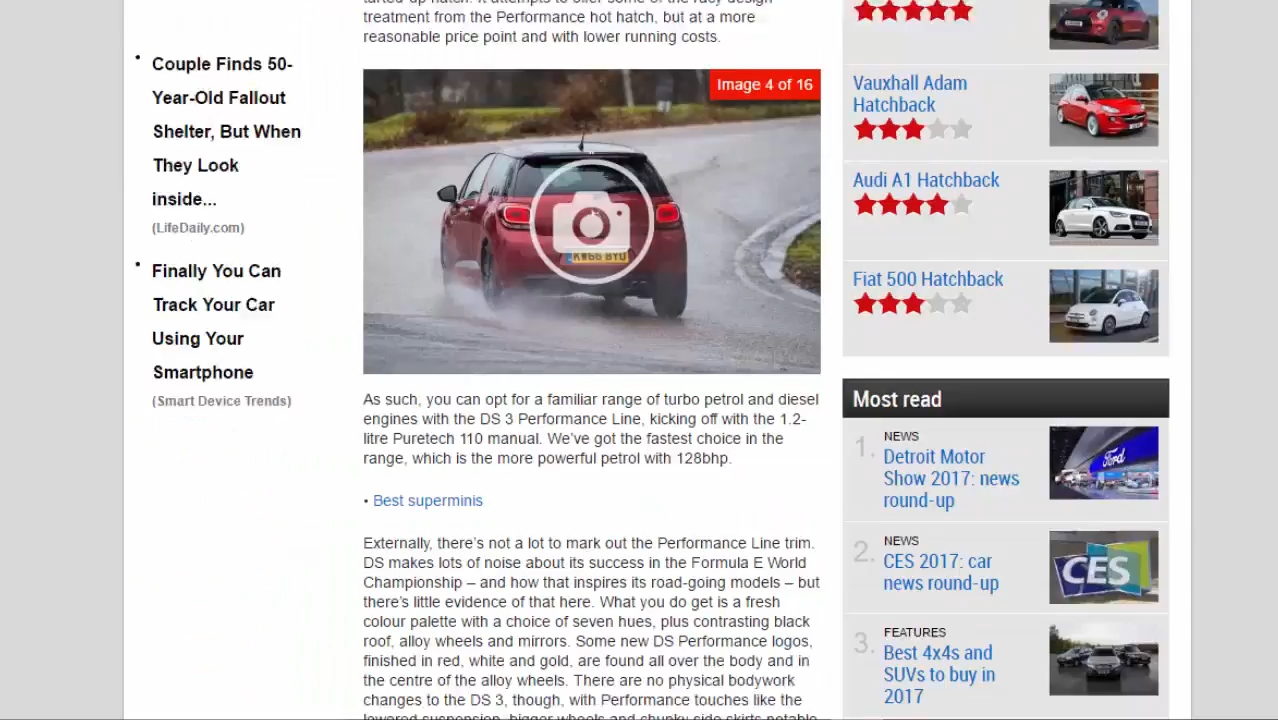 Couple Finds 50-
Year-Old Fallout
Shelter, But When
They Look
inside...
(LifeDaily.com)
Finally You Can
Track Your Car
Using Your
Smartphone
(Smart Device Trends)
treatment from the Performance hot hatch, but at a more
reasonable price point and with lower running costs.
Image 4 of 16
As such, you can opt for a familiar range of turbo petrol and diesel
engines with the DS 3 Performance Line, kicking off with the 1.2-
litre Puretech 110 manual. We've got the fastest choice in the
range, which is the more powerful petrol with 128bhp.
• Best superminis
Externally, there's not a lot to mark out the Performance Line trim.
DS makes lots of noise about its success in the Formula E World
Championship – and how that inspires its road-going models – but
there's little evidence of that here. What you do get is a fresh
colour palette with a choice of seven hues, plus contrasting black
roof, alloy wheels and mirrors. Some new DS Performance logos,
finished in red, white and gold, are found all over the body and in
the centre of the alloy wheels. There are no physical bodywork
changes to the DS 3, though, with Performance touches like the
lowered suspension, bigger wheels and chunky side skirts notable
Vauxhall Adam
Hatchback
Audi A1 Hatchback
Fiat 500 Hatchback
Most read
1. NEWS
Detroit Motor
Show 2017: news
round-up
Ford
2. NEWS
CES 2017: car
news round-up
CES
3. FEATURES
Best 4x4s and
SUVs to buy in
2017